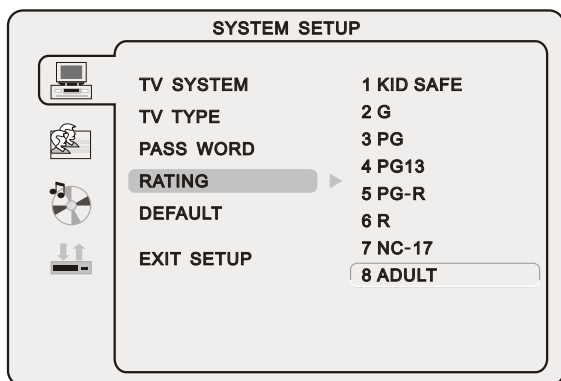 SYSTEM SETUP
TV SYSTEM
TV TYPE
PASS WORD
RATING
DEFAULT
EXIT SETUP
1 KID SAFE
2 G
3 PG
4 PG13
5 PG-R
6 R
7 NC-17
8 ADULT